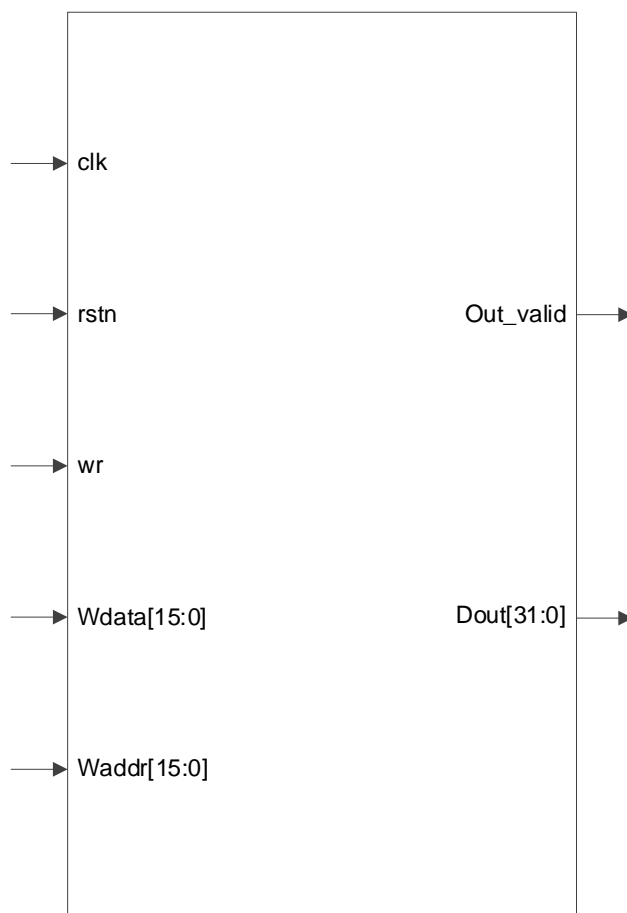 clk
rstn
Out_valid
wr
Wdata[15:0]
Dout[31:0]
Waddr[15:0]